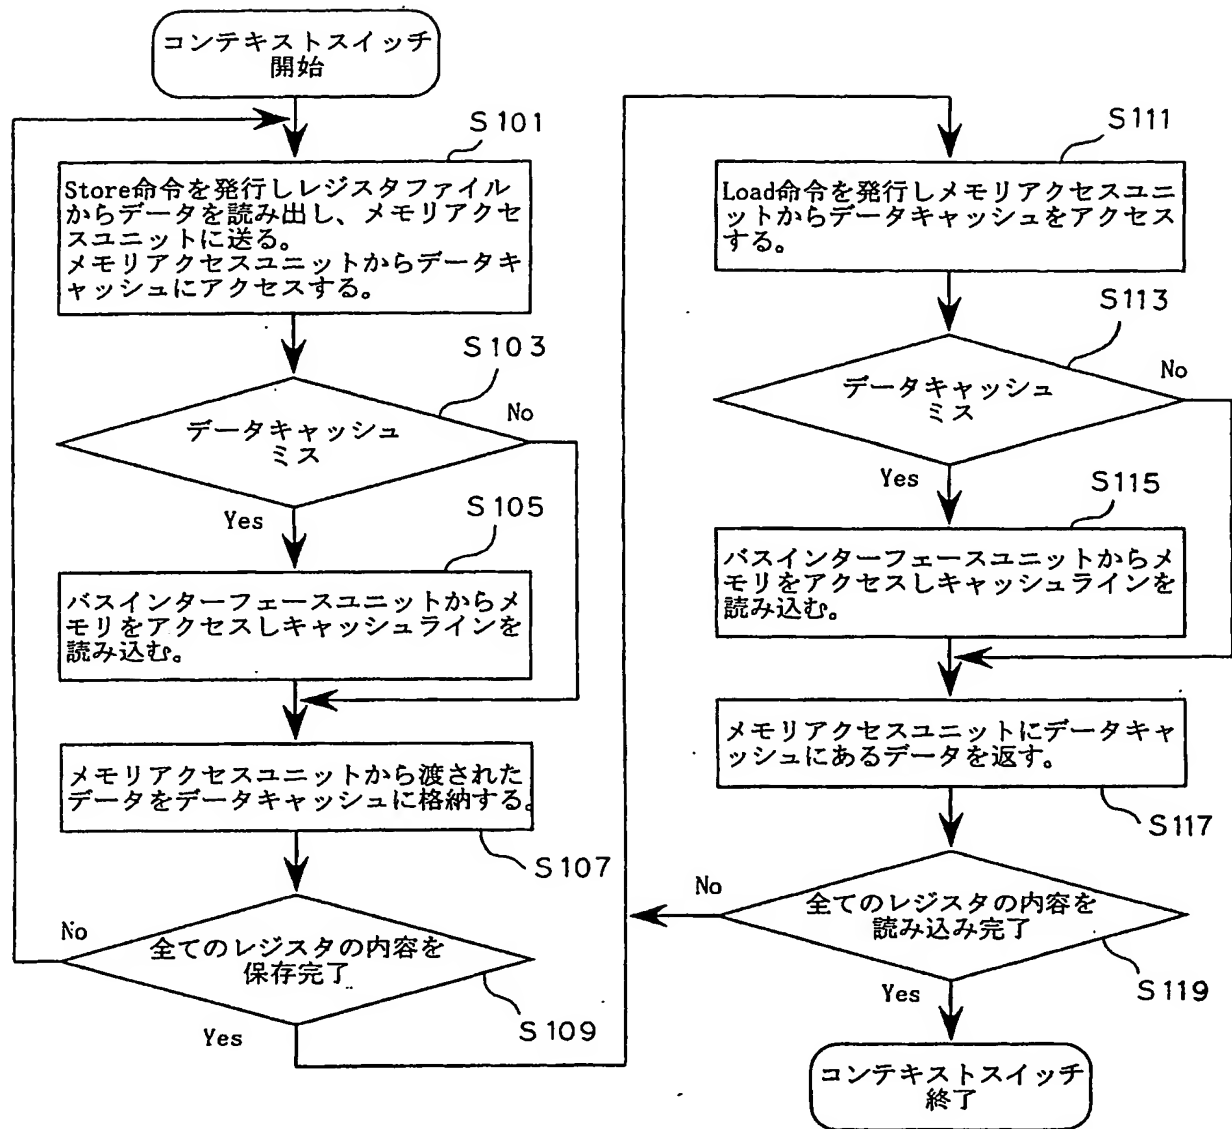 コンテキストスイッチ
開始
S101
Store命令を発行しレジスタファイル
からデータを読み出し、メモリアクセ
スユニットに送る。
メモリアクセスユニットからデータキ
ャッシュにアクセスする。
S103
データキャッシュ
ミス
No
Yes
S105
バスインターフェースユニットからメ
モリをアクセスしキャッシュラインを
読み込む。
メモリアクセスユニットから渡された
データをデータキャッシュに格納する。
S107
No
全てのレジスタの内容を
保存完了
Yes
S109
S111
Load命令を発行しメモリアクセスユ
ニットからデータキャッシュをアクセス
する。
S113
データキャッシュ
ミス
No
Yes
S115
バスインターフェースユニットからメ
モリをアクセスしキャッシュラインを
読み込む。
メモリアクセスユニットにデータキャ
ッシュにあるデータを返す。
S117
No
全てのレジスタの内容を
読み込み完了
Yes
S119
コンテキストスイッチ
終了